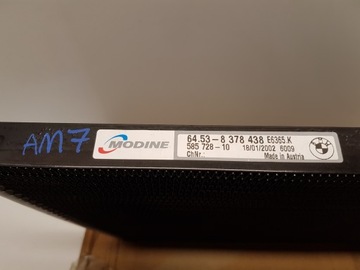 AM7
MODINE
64.53-8 378 438 E6365.K
585 728-10 18/01/2002 6009
ChNr.: Made in Austria